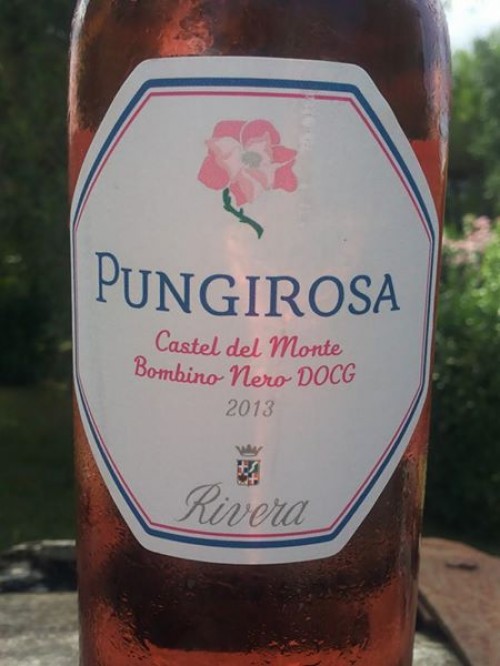 PUNGIROSA
Castel del Monte
Bombino Nero DOCG
2013
Rivera